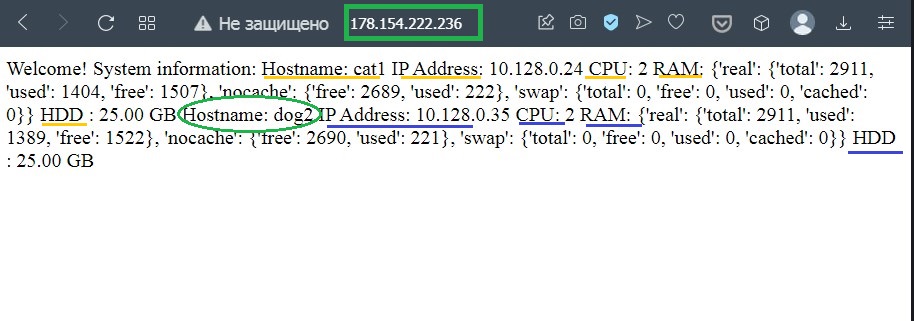 Не защищено 178.154.222.236
Welcome! System information: Hostname: cat1 IP Address: 10.128.0.24 CPU: 2 RAM: {'real': {'total': 2911,
'used': 1404, 'free': 1507}, 'nocache': {'free': 2689, 'used': 222}, 'swap': {'total': 0, 'free': 0, 'used': 0, 'cached':
0}} HDD : 25.00 GB Hostname: dog2 IP Address: 10.128.0.35 CPU: 2 RAM: {'real': {'total': 2911, 'used':
1389, 'free': 1522}, 'nocache': {'free': 2690, 'used': 221}, 'swap': {'total': 0, 'free': 0, 'used': 0, 'cached': 0}} HDD
: 25.00 GB